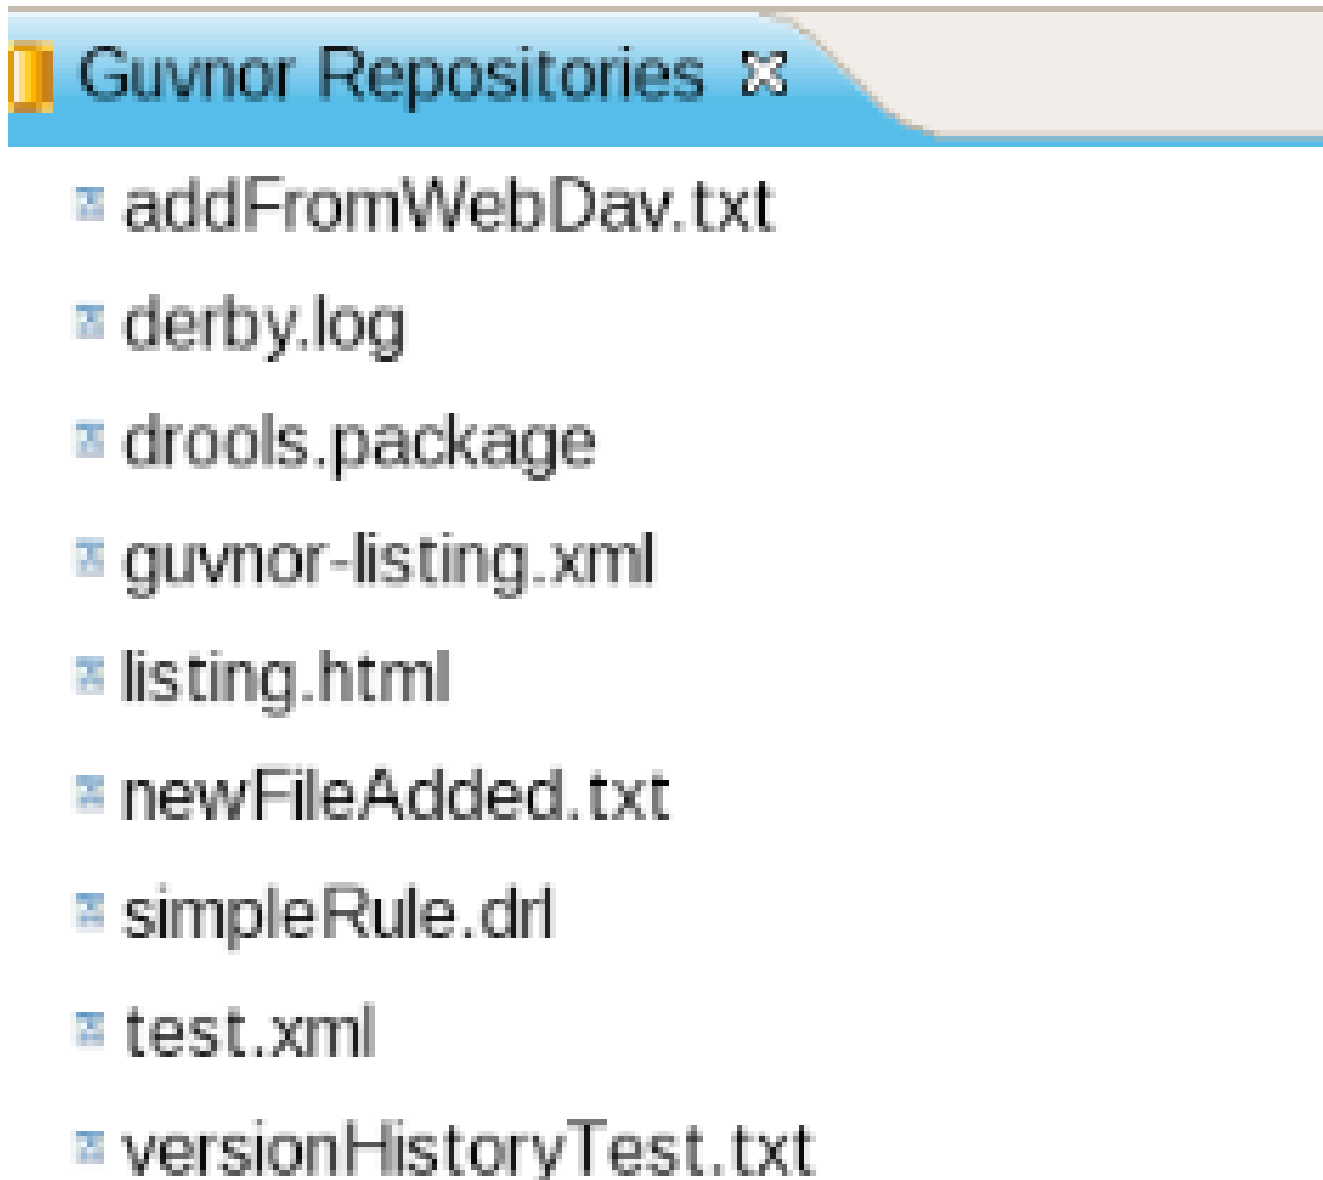 Guvnor Repositories
addFromWebDav.txt
derby.log
drools.package
guvnor-listing.xml
listing.html
newFileAdded.txt
simpleRule.drl
test.xml
versionHistoryTest.txt